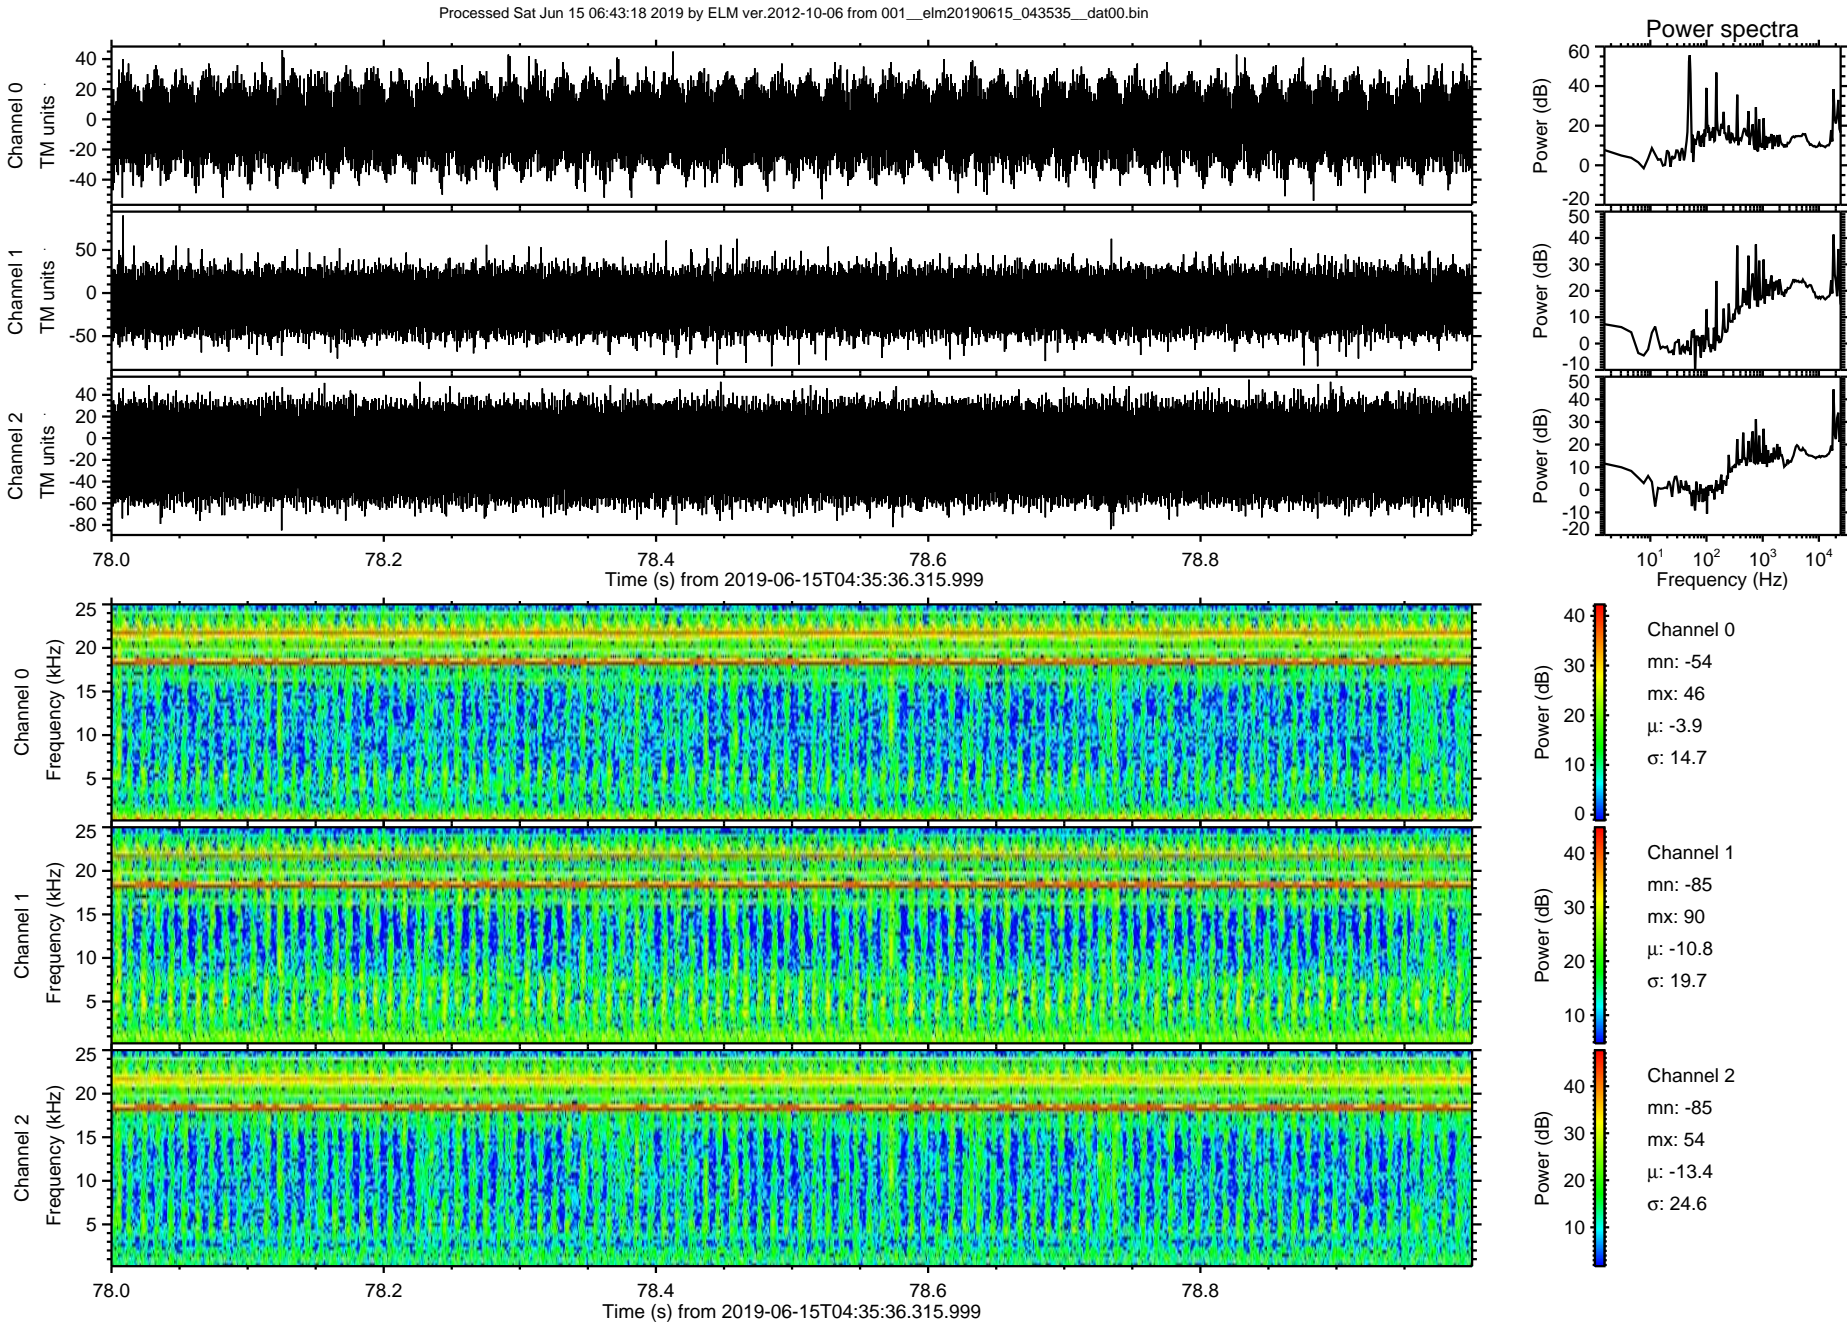 Processed Sat Jun 15 06:43:18 2019 by ELM ver.2012-10-06 from 001__elm20190615_043535__dat00.bin
Power spectra
Channel 0
TM units
40
20
0
-20
-40
Power (dB)
60
40
20
0
-20
Channel 1
TM units
50
0
-50
Power (dB)
50
40
30
20
10
0
-10
Channel 2
TM units
40
20
0
-20
-40
-60
-80
Power (dB)
50
40
30
20
10
0
-10
-20
78.0 78.2 78.4 78.6 78.8
Time (s) from 2019-06-15T04:35:36.315.999
10^1 10^2 10^3 10^4
Frequency (Hz)
Channel 0
Frequency (kHz)
25
20
15
10
5
Power (dB)
40
30
20
10
0
Channel 0
mn: -54
mx: 46
μ: -3.9
σ: 14.7
Channel 1
Frequency (kHz)
25
20
15
10
5
Power (dB)
40
30
20
10
Channel 1
mn: -85
mx: 90
μ: -10.8
σ: 19.7
Channel 2
Frequency (kHz)
25
20
15
10
5
Power (dB)
40
30
20
10
Channel 2
mn: -85
mx: 54
μ: -13.4
σ: 24.6
78.0 78.2 78.4 78.6 78.8
Time (s) from 2019-06-15T04:35:36.315.999